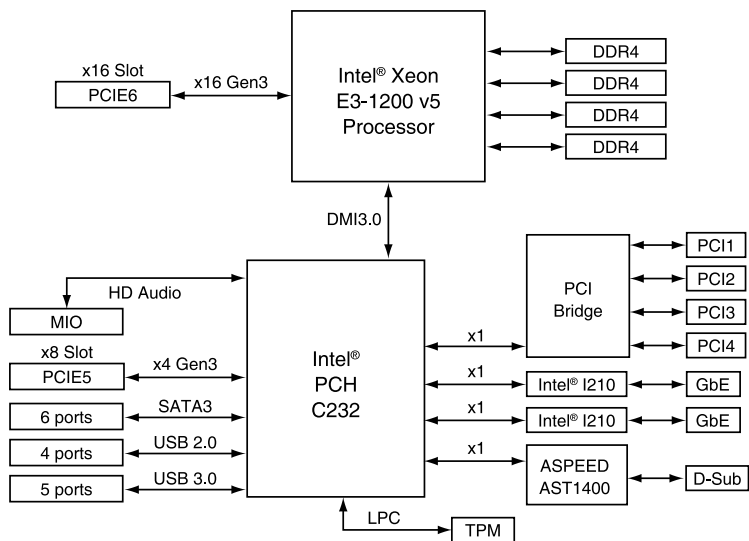 x16 Slot
PCIE6
x16 Gen3
Intel® Xeon
E3-1200 v5
Processor
DDR4
DDR4
DDR4
DDR4
DMI3.0
HD Audio
MIO
x8 Slot
PCIE5
x4 Gen3
6 ports
SATA3
4 ports
USB 2.0
5 ports
USB 3.0
Intel®
PCH
C232
LPC
TPM
x1
PCI
Bridge
PCI1
PCI2
PCI3
PCI4
x1
Intel® I210
GbE
x1
Intel® I210
GbE
x1
ASPEED
AST1400
D-Sub